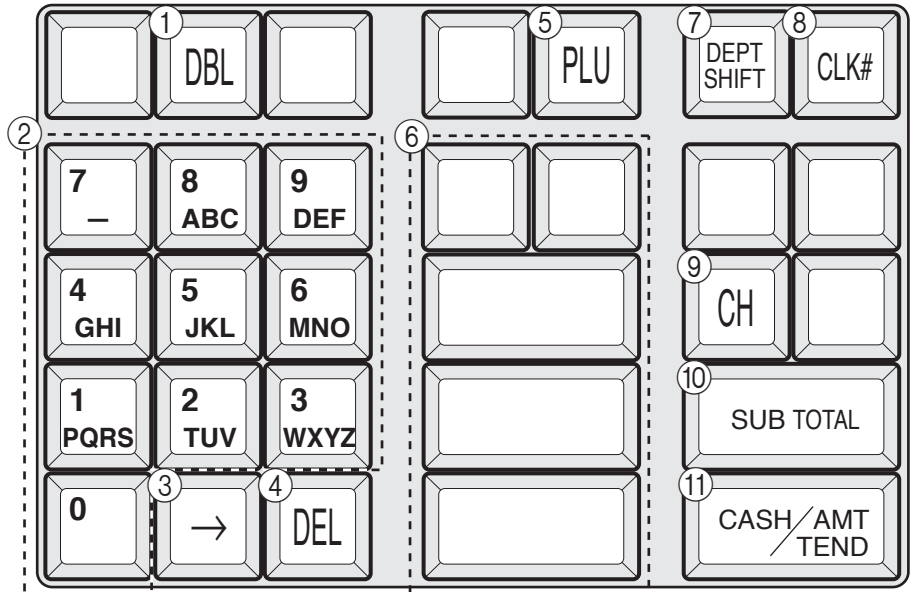 ① ⑤ ⑦ ⑧
DBL PLU DEPT SHIFT CLK#
② ⑥
7 8 9
– ABC DEF
⑨
4 5 6 CH
GHI JKL MNO
⑩
1 2 3 SUB TOTAL
PQRS TUV WXYZ
③ ④ ⑪
0 → DEL CASH/AMT TEND